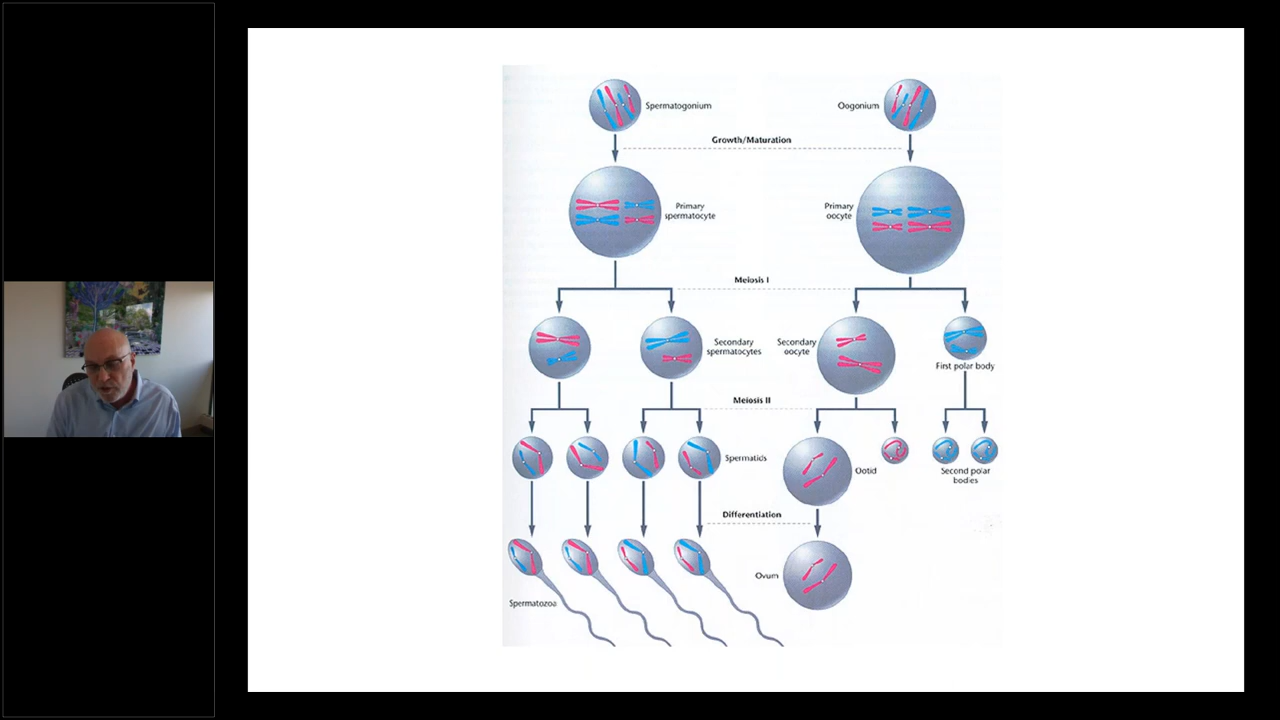 Spermatogonium
Oogonium
Growth/Maturation
Primary
spermatocyte
Primary
oocyte
Meiosis I
Secondary
spermatocytes
Secondary
oocyte
First polar body
Meiosis II
Spermatids
Ootid
Second polar
bodies
Differentiation
Ovum
Spermatozoa